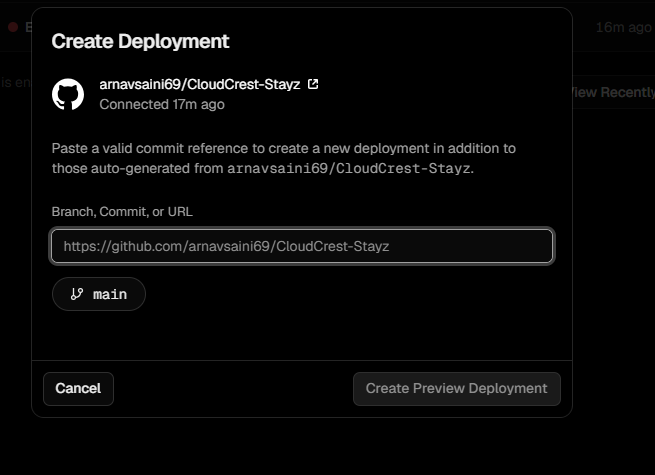 Create Deployment
16m ago
arnavsaini69/CloudCrest-Stayz
Connected 17m ago
is en
View Recently
Paste a valid commit reference to create a new deployment in addition to
those auto-generated from arnavsaini69/CloudCrest-Stayz.
Branch, Commit, or URL
https://github.com/arnavsaini69/CloudCrest-Stayz
main
Cancel
Create Preview Deployment